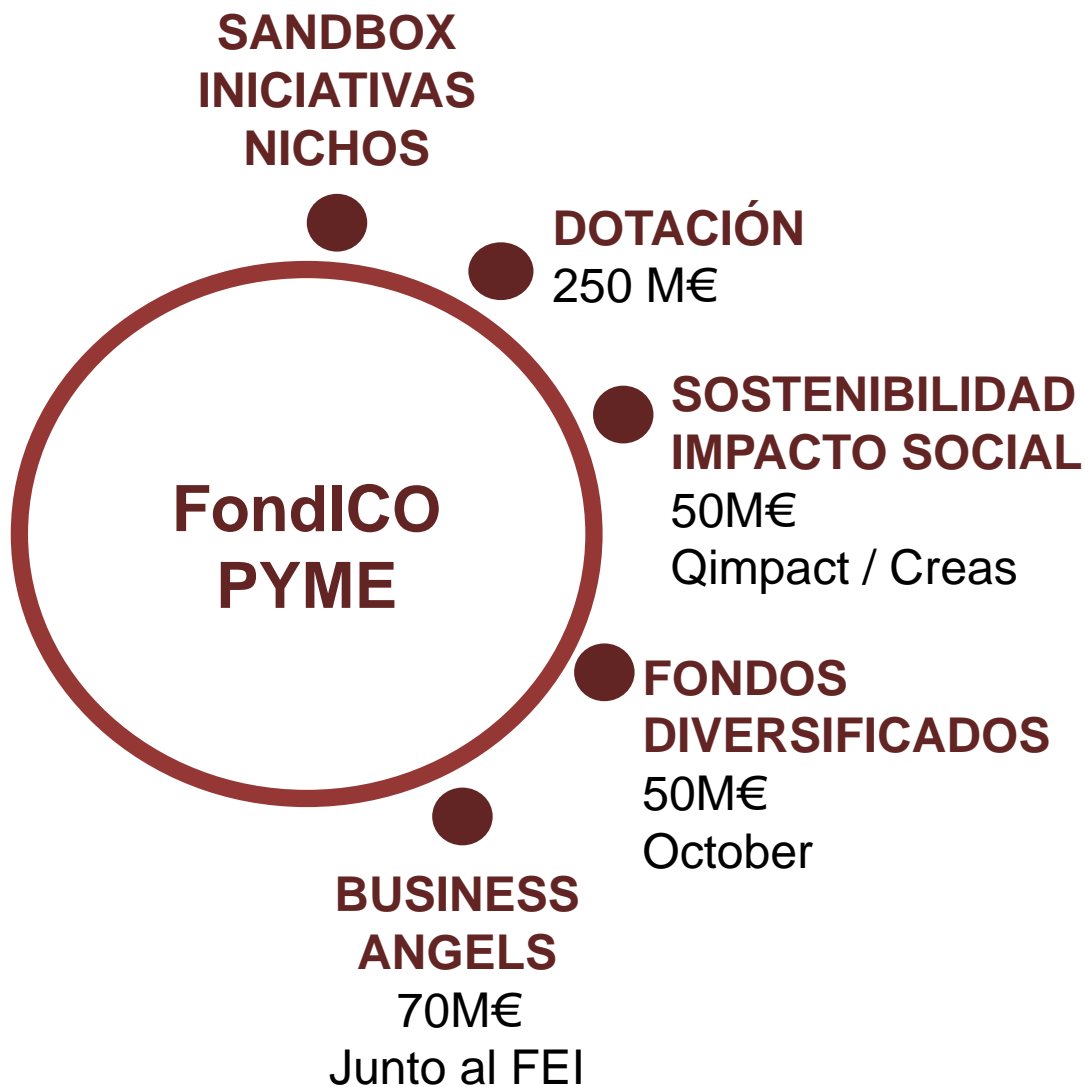 SANDBOX
INICIATIVAS
NICHOS
DOTACIÓN
250 M€
SOSTENIBILIDAD
IMPACTO SOCIAL
50M€
Qimpact / Creas
FondICO
PYME
FONDOS
DIVERSIFICADOS
50M€
October
BUSINESS
ANGELS
70M€
Junto al FEI